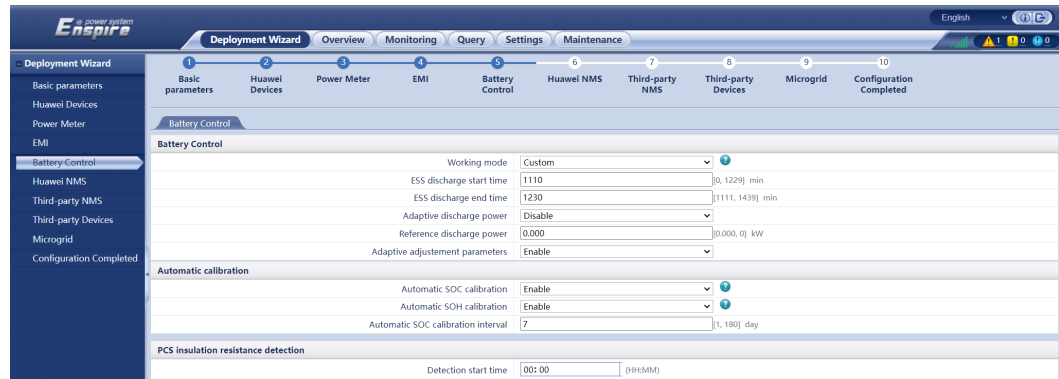 e power system
Enspire
English
Deployment Wizard Overview Monitoring Query Settings Maintenance
1 0 0
Deployment Wizard
Basic parameters
Huawei Devices
Power Meter
EMI
Battery Control
Huawei NMS
Third-party NMS
Third-party Devices
Microgrid
Configuration Completed
1 2 3 4 5 6 7 8 9 10
Basic parameters Huawei Devices Power Meter EMI Battery Control Huawei NMS Third-party NMS Third-party Devices Microgrid Configuration Completed
Battery Control
Battery Control
Working mode Custom ?
ESS discharge start time 1110 [0, 1229] min
ESS discharge end time 1230 [1111, 1439] min
Adaptive discharge power Disable
Reference discharge power 0.000 [0.000, 0] kW
Adaptive adjustement parameters Enable
Automatic calibration
Automatic SOC calibration Enable ?
Automatic SOH calibration Enable ?
Automatic SOC calibration interval 7 [1, 180] day
PCS insulation resistance detection
Detection start time 00:00 (HH:MM)